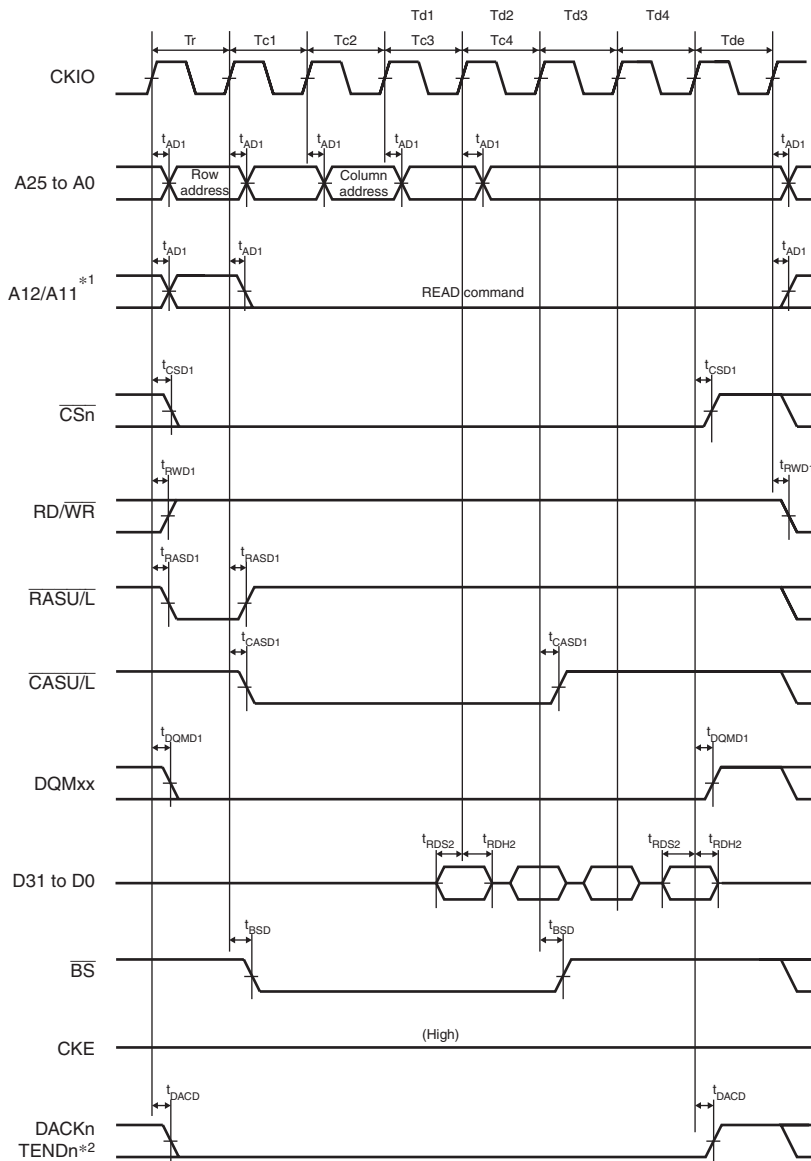 Td1 Td2 Td3 Td4
Tr Tc1 Tc2 Tc3 Tc4 Tde
CKIO
tAD1 tAD1 tAD1 tAD1 tAD1 tAD1
A25 to A0
Row address
Column address
tAD1 tAD1 tAD1
A12/A11*1
READ command
tCSD1 tCSD1
CSn
tRWD1 tRWD1
RD/WR
tRASD1 tRASD1
RASU/L
tCASD1 tCASD1
CASU/L
tDQMD1 tDQMD1
DQMxx
tRDS2 tRDH2 tRDS2 tRDH2
D31 to D0
tBSD tBSD
BS
(High)
CKE
tDACD tDACD
DACKn
TENDn*2